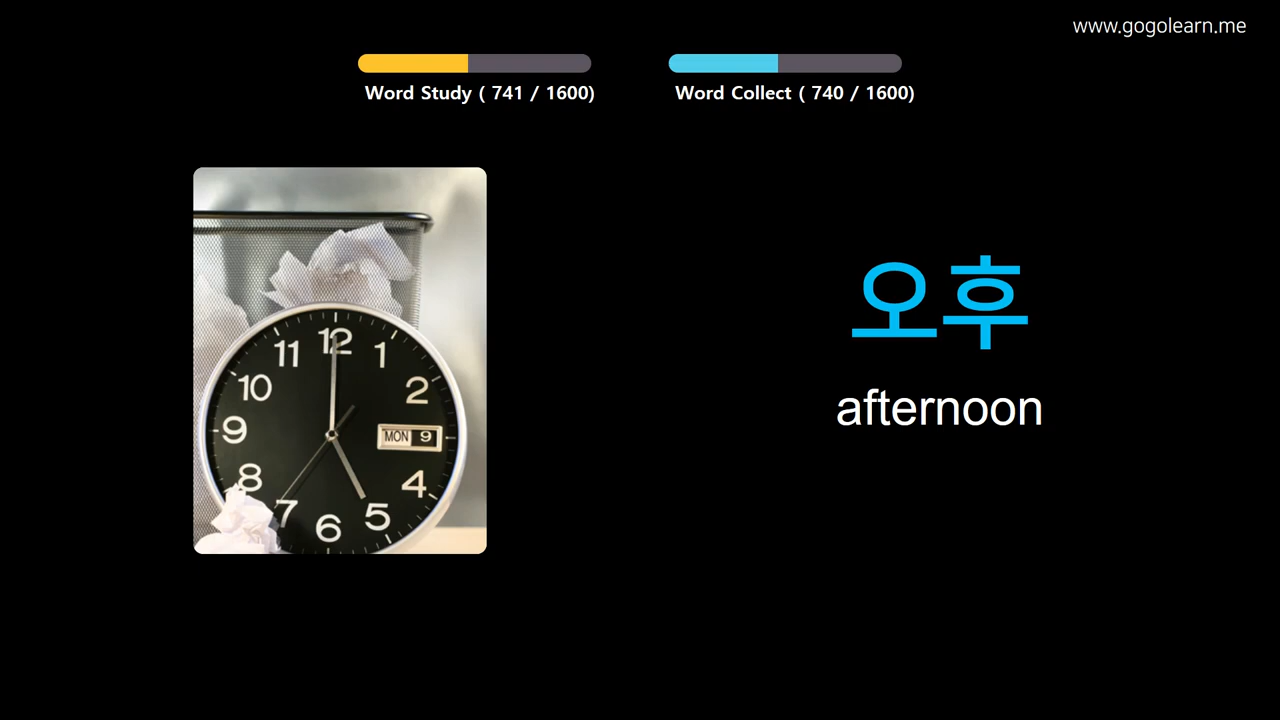 www.gogolearn.me
Word Study ( 741 / 1600)
Word Collect ( 740 / 1600)
12
11 1
10 2
9 MON 9
8 4
7 5
6
오후
afternoon